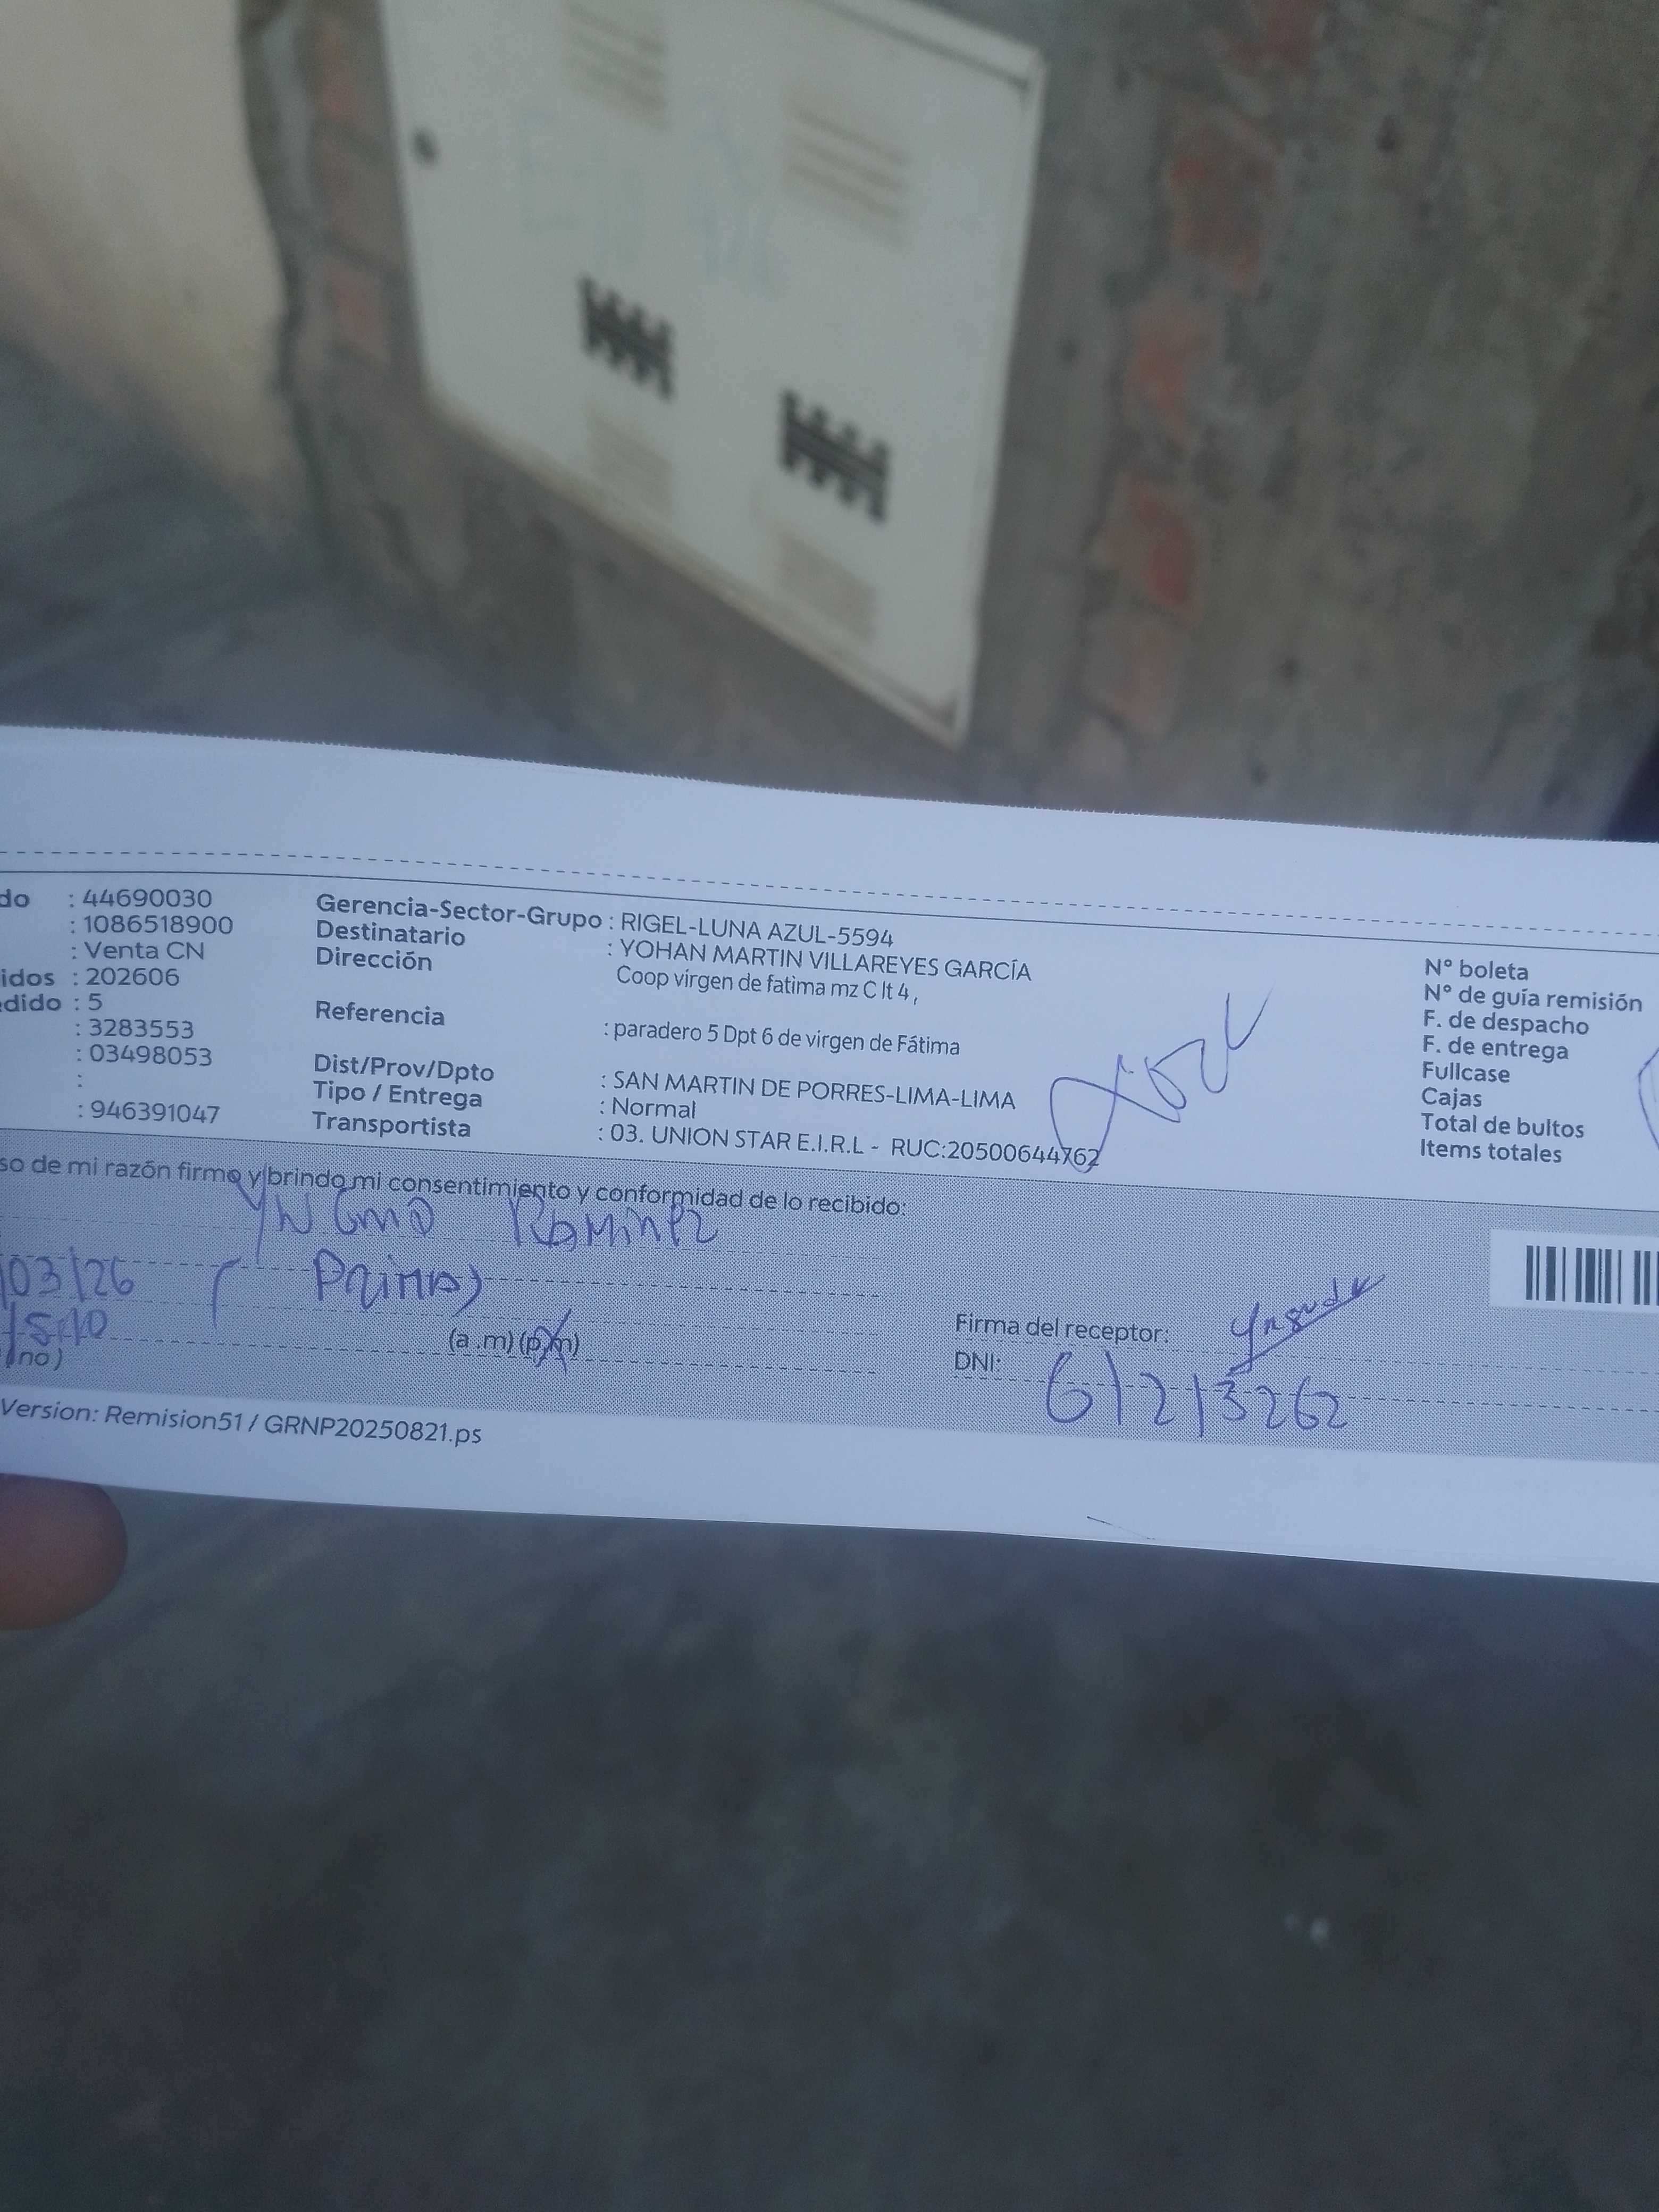 do : 44690030
: 1086518900
: Venta CN
idos : 202606
dido : 5
: 3283553
: 03498053
:
: 946391047
Gerencia-Sector-Grupo : RIGEL-LUNA AZUL-5594
Destinatario : YOHAN MARTIN VILLAREYES GARCÍA
Dirección Coop virgen de fatima mz C lt 4,
Referencia : paradero 5 Dpt 6 de virgen de Fátima
Dist/Prov/Dpto : SAN MARTIN DE PORRES-LIMA-LIMA
Tipo / Entrega : Normal
Transportista : 03. UNION STAR E.I.R.L - RUC:20500644762
N° boleta
N° de guía remisión
F. de despacho
F. de entrega
Fullcase
Cajas
Total de bultos
Items totales
so de mi razón firmo y brindo mi consentimiento y conformidad de lo recibido:
03/26
(a .m) (p.m)
no)
Firma del receptor:
DNI: 61213262
Version: Remision51 / GRNP20250821.ps